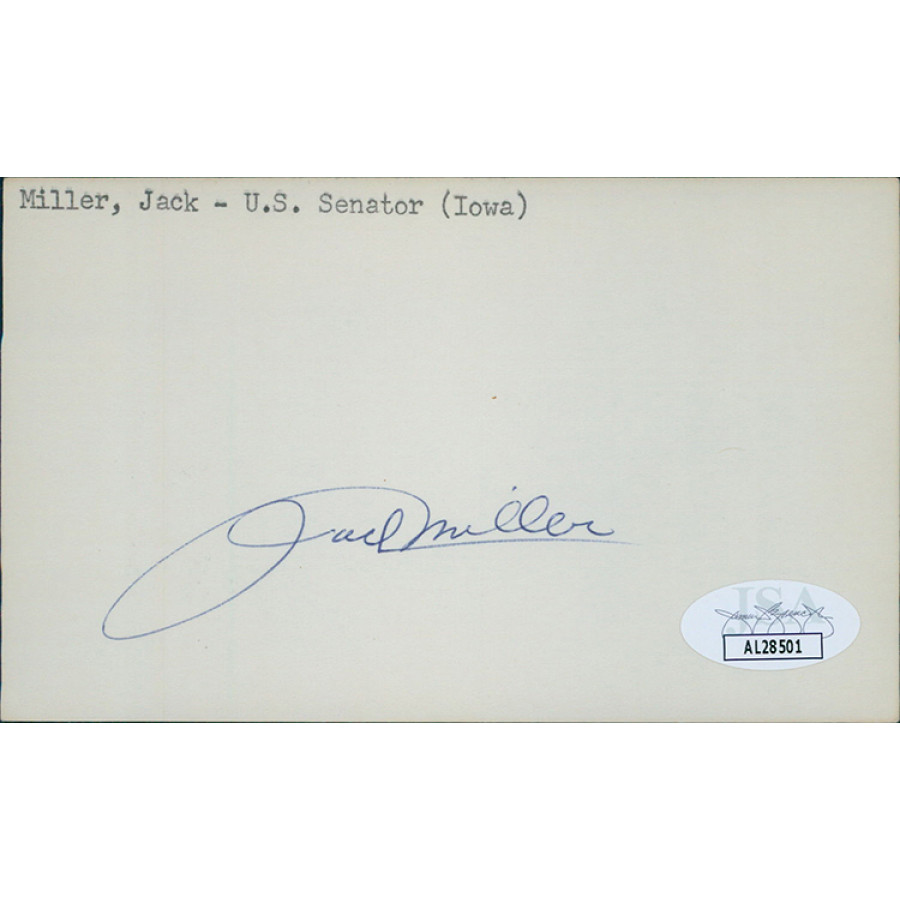 Miller, Jack - U.S. Senator (Iowa)
Jack Miller
JSA
AL28501